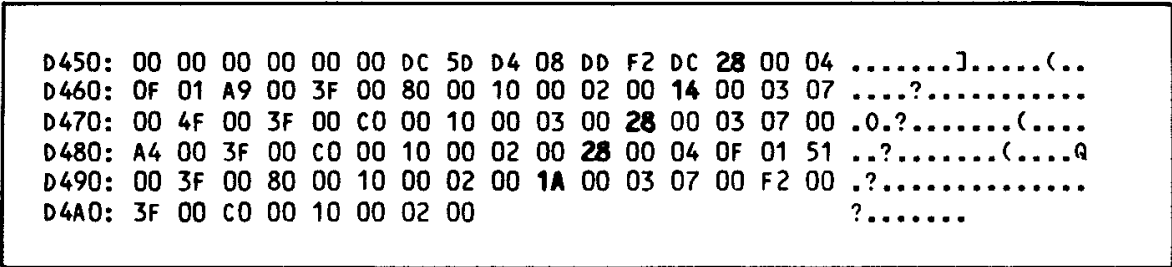 D450: 00 00 00 00 00 00 DC 5D D4 08 DD F2 DC 28 00 04 .......].....(..
D460: 0F 01 A9 00 3F 00 80 00 10 00 02 00 14 00 03 07 ....?...........
D470: 00 4F 00 3F 00 C0 00 10 00 03 00 28 00 03 07 00 .O.?.......(....
D480: A4 00 3F 00 C0 00 10 00 02 00 28 00 04 0F 01 51 ..?.......(....Q
D490: 00 3F 00 80 00 10 00 02 00 1A 00 03 07 00 F2 00 .?..............
D4A0: 3F 00 C0 00 10 00 02 00 ?.......